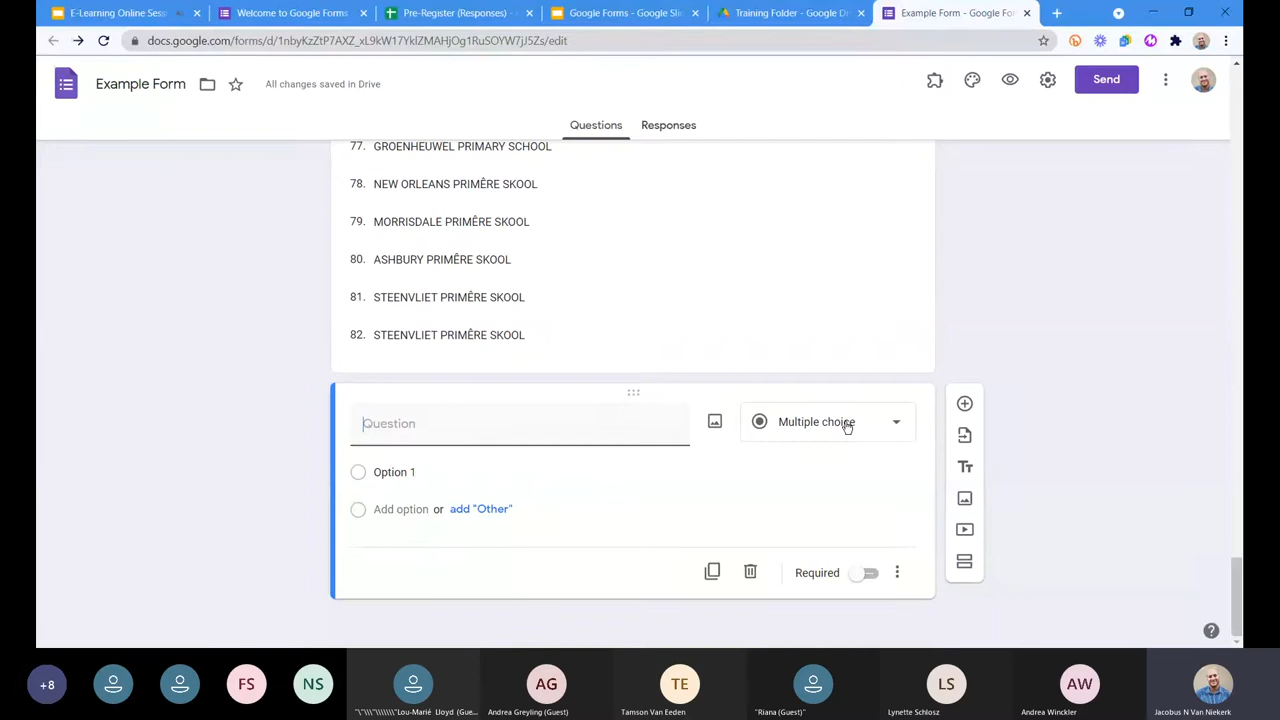 E-Learning Online Sess
Welcome to Google Forms
Pre-Register (Responses) -
Google Forms - Google Sli
Training Folder - Google D
Example Form - Google Fo
docs.google.com/forms/d/1nbyKzZtP7AXZ_xL9kW17YklZMAHjOg1RuSOYW7jJ5Zs/edit
Example Form
All changes saved in Drive
Send
Questions
Responses
77. GROENHEUWEL PRIMARY SCHOOL
78. NEW ORLEANS PRIMÊRE SKOOL
79. MORRISDALE PRIMÊRE SKOOL
80. ASHBURY PRIMÊRE SKOOL
81. STEENVLIET PRIMÊRE SKOOL
82. STEENVLIET PRIMÊRE SKOOL
Question
Multiple choice
Option 1
Add option or add "Other"
Tт
Required
+8
FS
NS
AG
TE
LS
AW
"\"\\\"\\\\\\\"Lou-Marié Lloyd (Gue...
Andrea Greyling (Guest)
Tamson Van Eeden
"Riana (Guest)"
Lynette Schlosz
Andrea Winckler
Jacobus N Van Niekerk